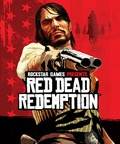 ROCKSTAR GAMES PRESENTS
RED DEAD
REDEMPTION